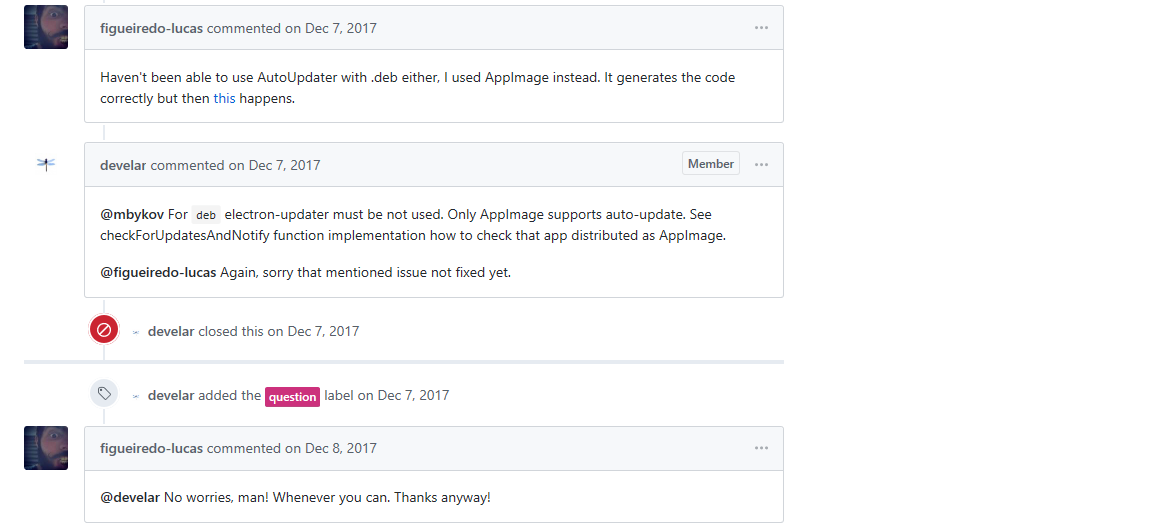 figueiredo-lucas commented on Dec 7, 2017
Haven't been able to use AutoUpdater with .deb either, I used AppImage instead. It generates the code
correctly but then this happens.
develar commented on Dec 7, 2017 Member
@mbykov For deb electron-updater must be not used. Only AppImage supports auto-update. See
checkForUpdatesAndNotify function implementation how to check that app distributed as AppImage.
@figueiredo-lucas Again, sorry that mentioned issue not fixed yet.
develar closed this on Dec 7, 2017
develar added the question label on Dec 7, 2017
figueiredo-lucas commented on Dec 8, 2017
@develar No worries, man! Whenever you can. Thanks anyway!